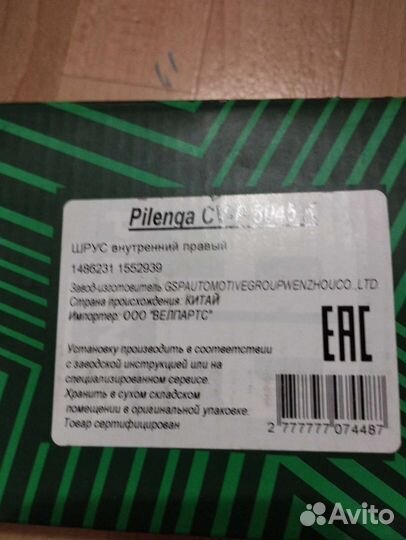 Pilenga CV-P 3045 K
ШРУС внутренний правый
1486231 1552939
Завод-изготовитель GSPAUTOMOTIVEGROUPWENZHOUCO.,LTD.
Страна происхождения: КИТАЙ
Импортер: ООО "ВЕЛПАРТС"
EAC
Установку производить в соответствии
с заводской инструкцией или на
специализированном сервисе.
Хранить в сухом складском
помещении в оригинальной упаковке.
Товар сертифицирован
2 777777 074487
Avito